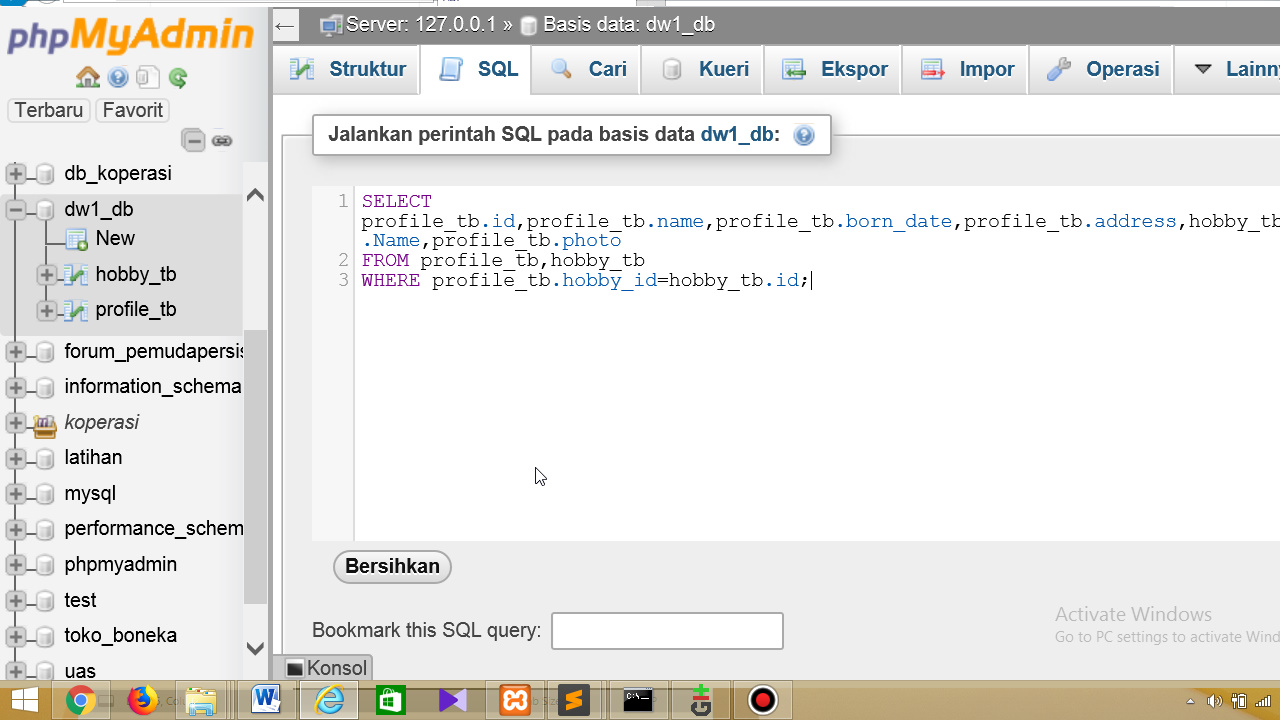 phpMyAdmin
Terbaru
Favorit
db_koperasi
dw1_db
New
hobby_tb
profile_tb
forum_pemudapersis
information_schema
koperasi
latihan
mysql
performance_schem
phpmyadmin
test
toko_boneka
uas
Server: 127.0.0.1 » Basis data: dw1_db
Struktur
SQL
Cari
Kueri
Ekspor
Impor
Operasi
Lainny
Jalankan perintah SQL pada basis data dw1_db:
1 SELECT
profile_tb.id,profile_tb.name,profile_tb.born_date,profile_tb.address,hobby_tb
.Name,profile_tb.photo
2 FROM profile_tb,hobby_tb
3 WHERE profile_tb.hobby_id=hobby_tb.id;
Bersihkan
Bookmark this SQL query:
Konsol
Activate Windows
Go to PC settings to activate Wind